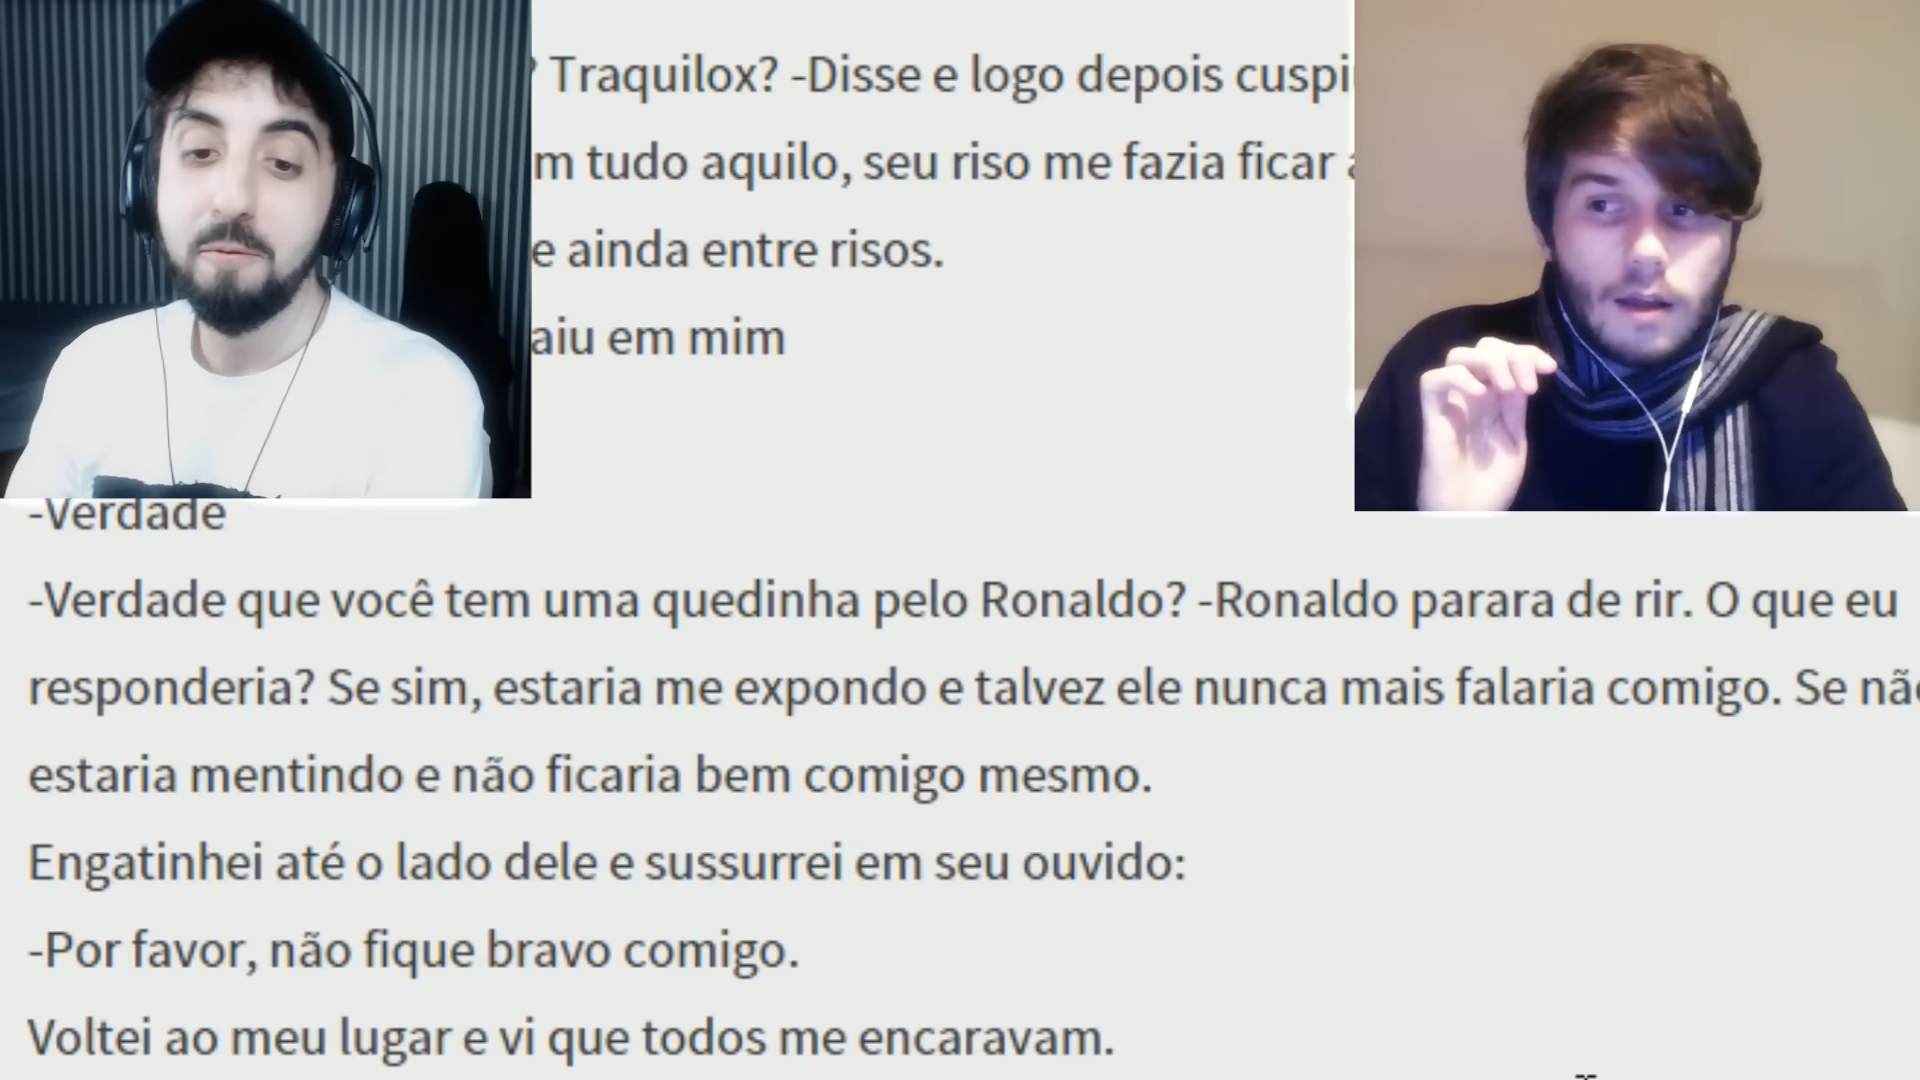 Traquilox? -Disse e logo depois
m tudo aquilo, seu riso me fazia ficar
e ainda entre risos.
aiu em mim
-Verdade
-Verdade que você tem uma quedinha pelo Ronaldo? -Ronaldo parara de rir. O que eu
responderia? Se sim, estaria me expondo e talvez ele nunca mais falaria comigo. Se
estaria mentindo e não ficaria bem comigo mesmo.
Engatinhei até o lado dele e sussurrei em seu ouvido:
-Por favor, não fique bravo comigo.
Voltei ao meu lugar e vi que todos me encaravam.